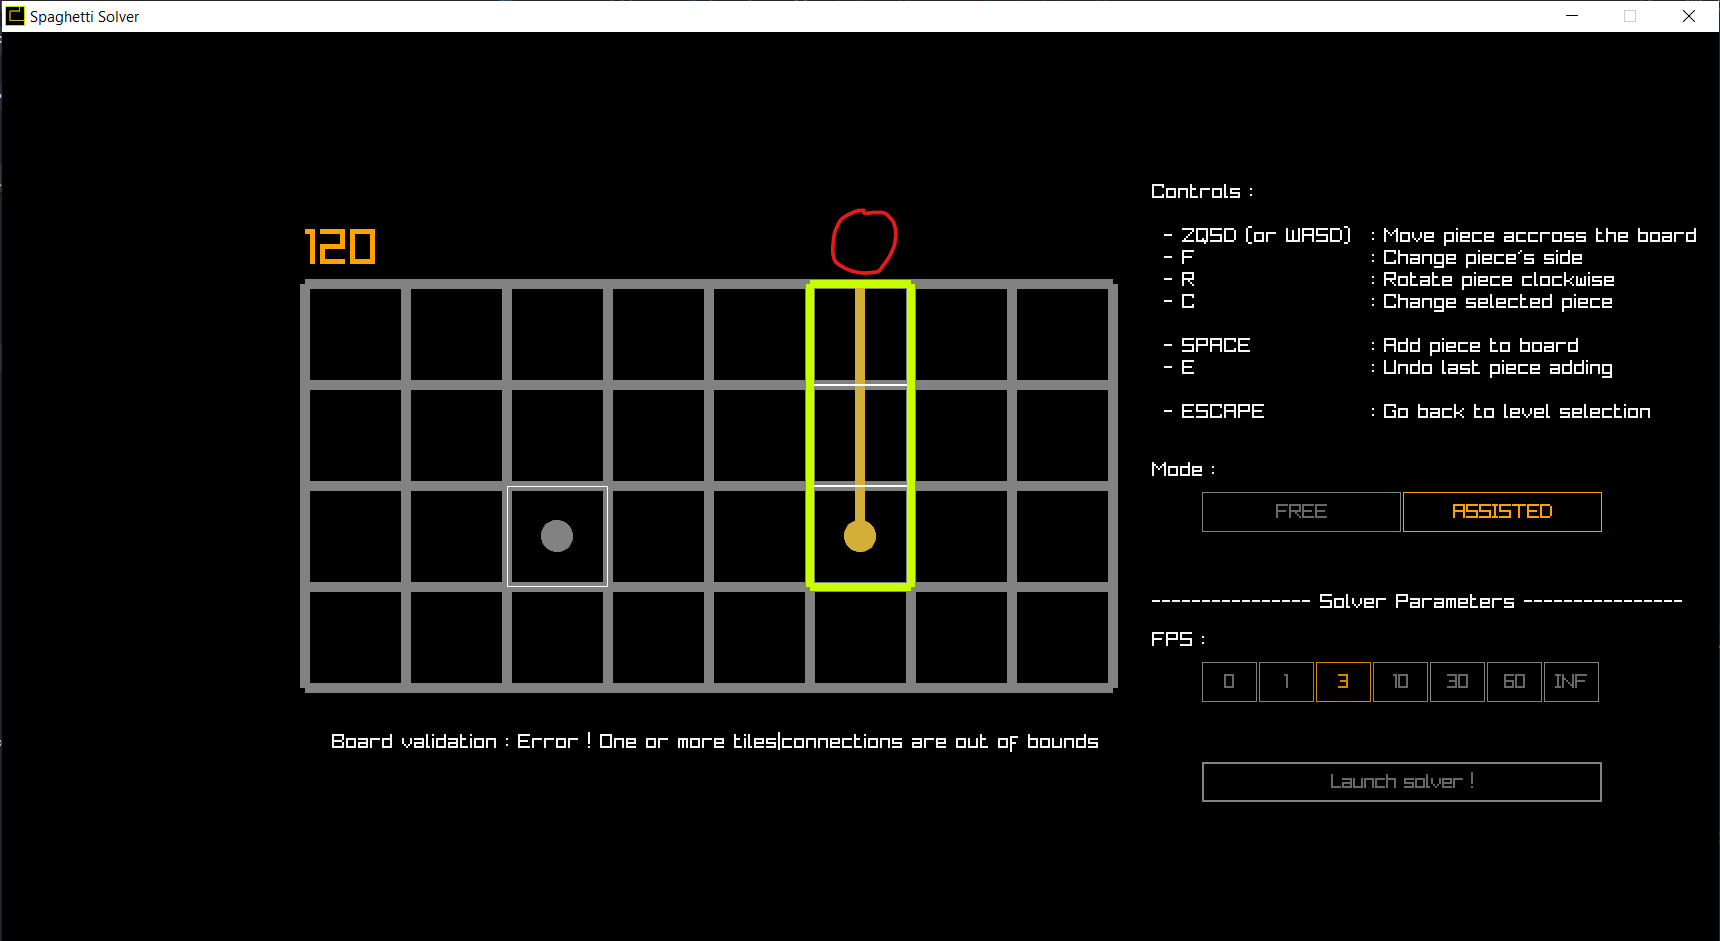 Spaghetti Solver
120
Controls :
- ZQSD (or WASD) : Move piece accross the board
- F : Change piece's side
- R : Rotate piece clockwise
- C : Change selected piece
- SPACE : Add piece to board
- E : Undo last piece adding
- ESCAPE : Go back to level selection
Mode :
FREE ASSISTED
---------------- Solver Parameters ----------------
FPS :
0 1 3 10 30 60 INF
Board validation : Error ! One or more tiles|connections are out of bounds
Launch solver !